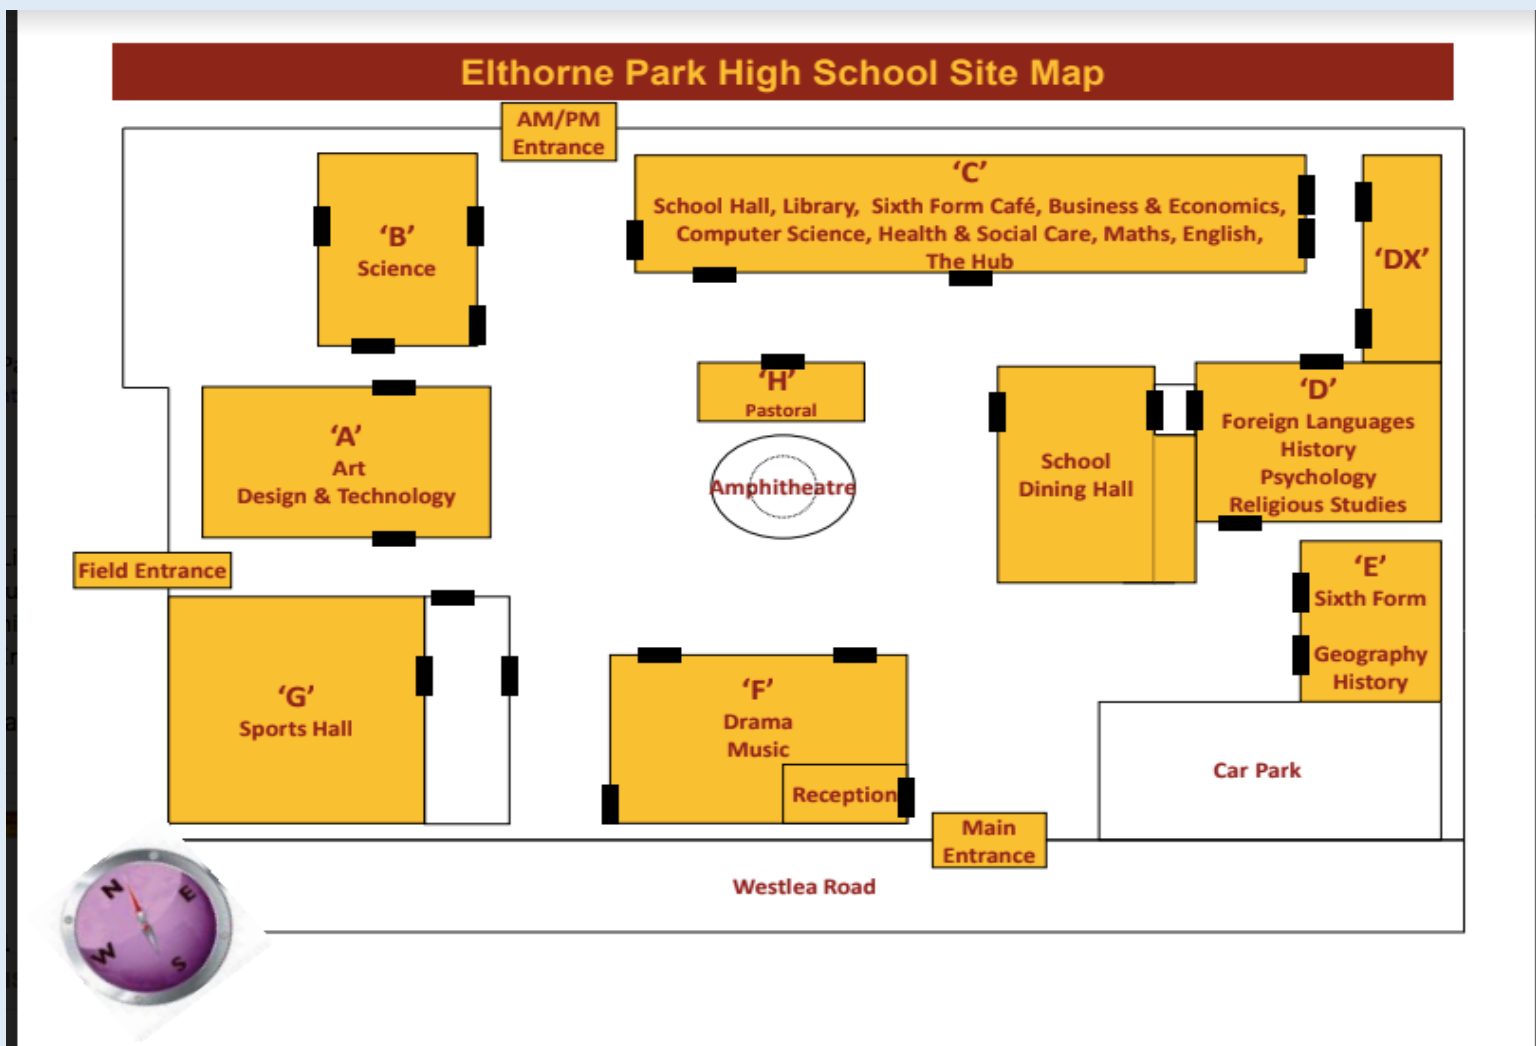 Elthorne Park High School Site Map
AM/PM
Entrance
‘B’
Science
‘C’
School Hall, Library, Sixth Form Café, Business & Economics,
Computer Science, Health & Social Care, Maths, English,
The Hub
‘DX’
‘A’
Art
Design & Technology
‘H’
Pastoral
Amphitheatre
School
Dining Hall
‘D’
Foreign Languages
History
Psychology
Religious Studies
Field Entrance
‘E’
Sixth Form
Geography
History
‘G’
Sports Hall
‘F’
Drama
Music
Reception
Car Park
Main
Entrance
Westlea Road
N
E
W
S